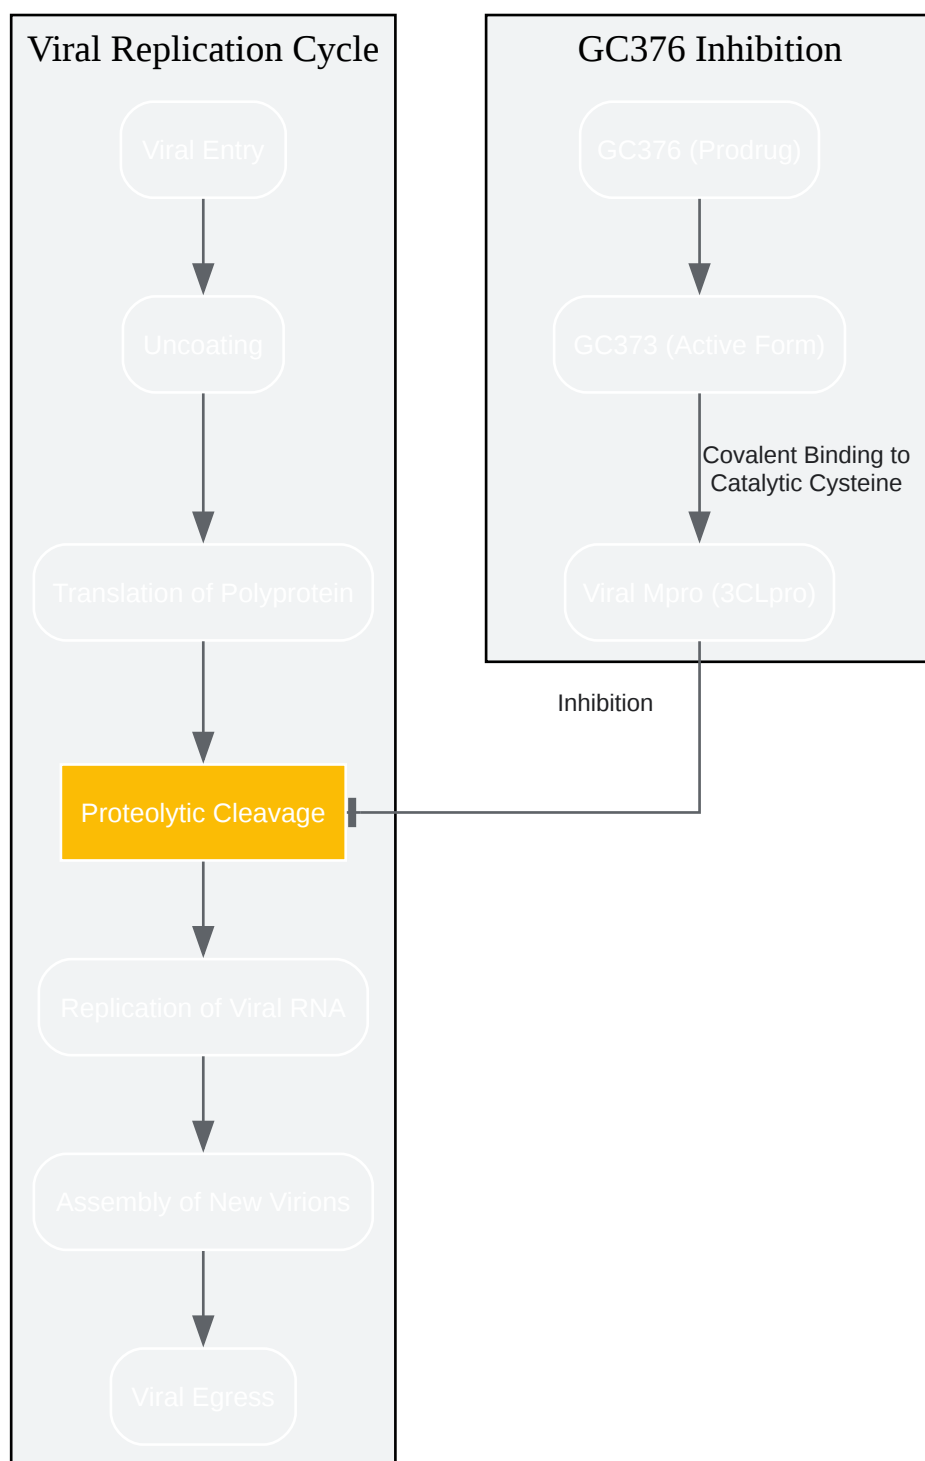 Viral Replication Cycle
Viral Entry
Uncoating
Translation of Polyprotein
Proteolytic Cleavage
Replication of Viral RNA
Assembly of New Virions
Viral Egress
GC376 Inhibition
GC376 (Prodrug)
GC373 (Active Form)
Covalent Binding to
Catalytic Cysteine
Viral Mpro (3CLpro)
Inhibition